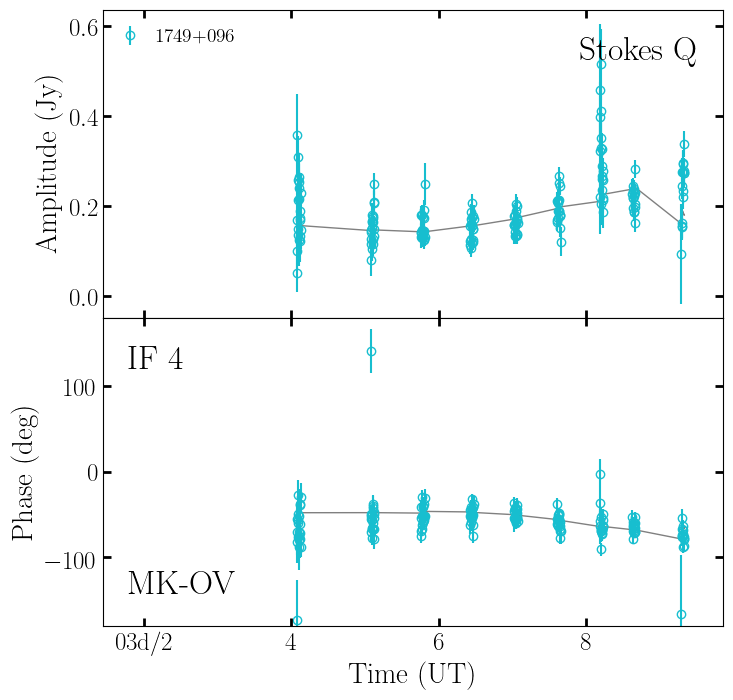 1749+096
Stokes Q
0.6
0.4
0.2
0.0
Amplitude (Jy)
IF 4
100
0
−100
Phase (deg)
MK-OV
03d/2
4
6
8
Time (UT)